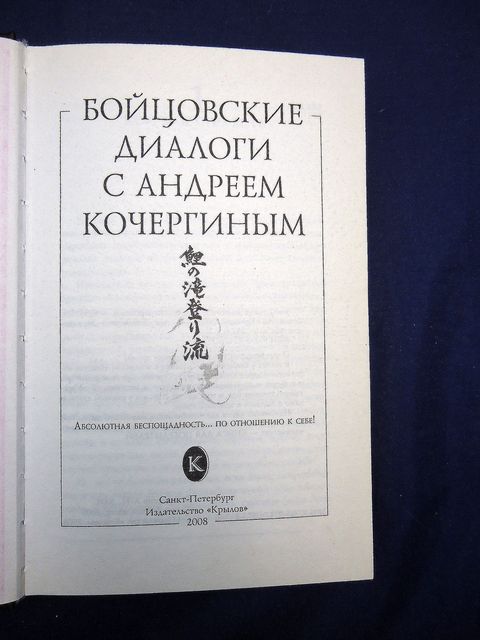 БОЙЦОВСКИЕ
ДИАЛОГИ
С АНДРЕЕМ
КОЧЕРГИНЫМ
鯉の滝登り流
Абсолютная беспощадность... по отношению к себе!
К
Санкт-Петербург
Издательство «Крылов»
2008